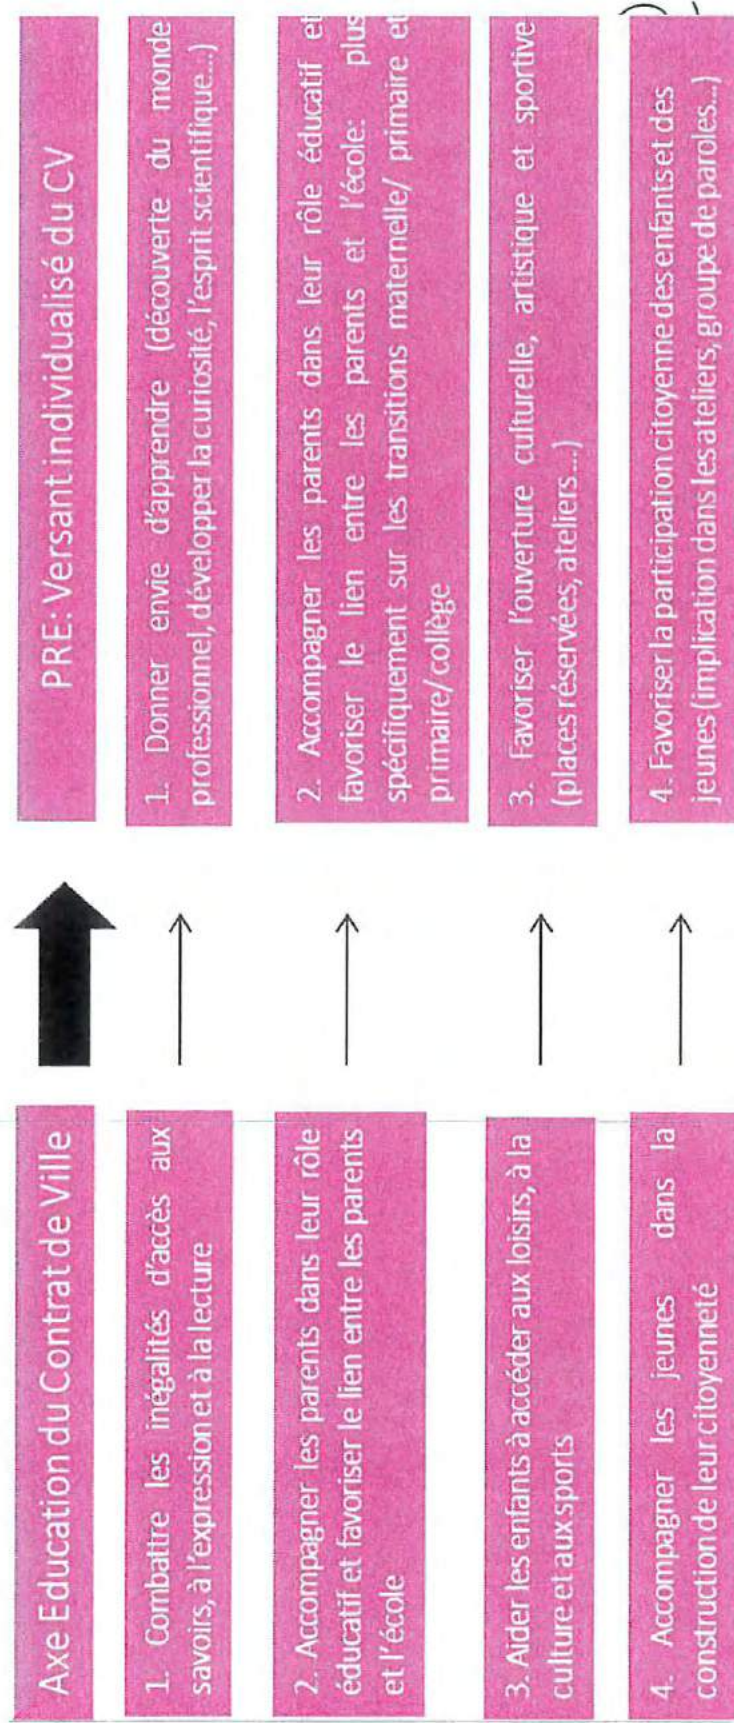 Axe Education du Contrat de Ville
PRE: Versant individualisé du CV
1. Combattre les inégalités d'accès aux
savoirs, à l'expression et à la lecture
1. Donner envie d'apprendre (découverte du monde
professionnel, développer la curiosité, l'esprit scientifique...)
2. Accompagner les parents dans leur rôle
éducatif et favoriser le lien entre les parents
et l'école
2. Accompagner les parents dans leur rôle éducatif et
favoriser le lien entre les parents et l'école: plus
spécifiquement sur les transitions maternelle/ primaire et
primaire/ collège
3. Aider les enfants à accéder aux loisirs, à la
culture et aux sports
3. Favoriser l'ouverture culturelle, artistique et sportive
(places réservées, ateliers...)
4. Accompagner les jeunes dans la
construction de leur citoyenneté
4. Favoriser la participation citoyenne des enfants et des
jeunes (implication dans les ateliers, groupe de paroles...)